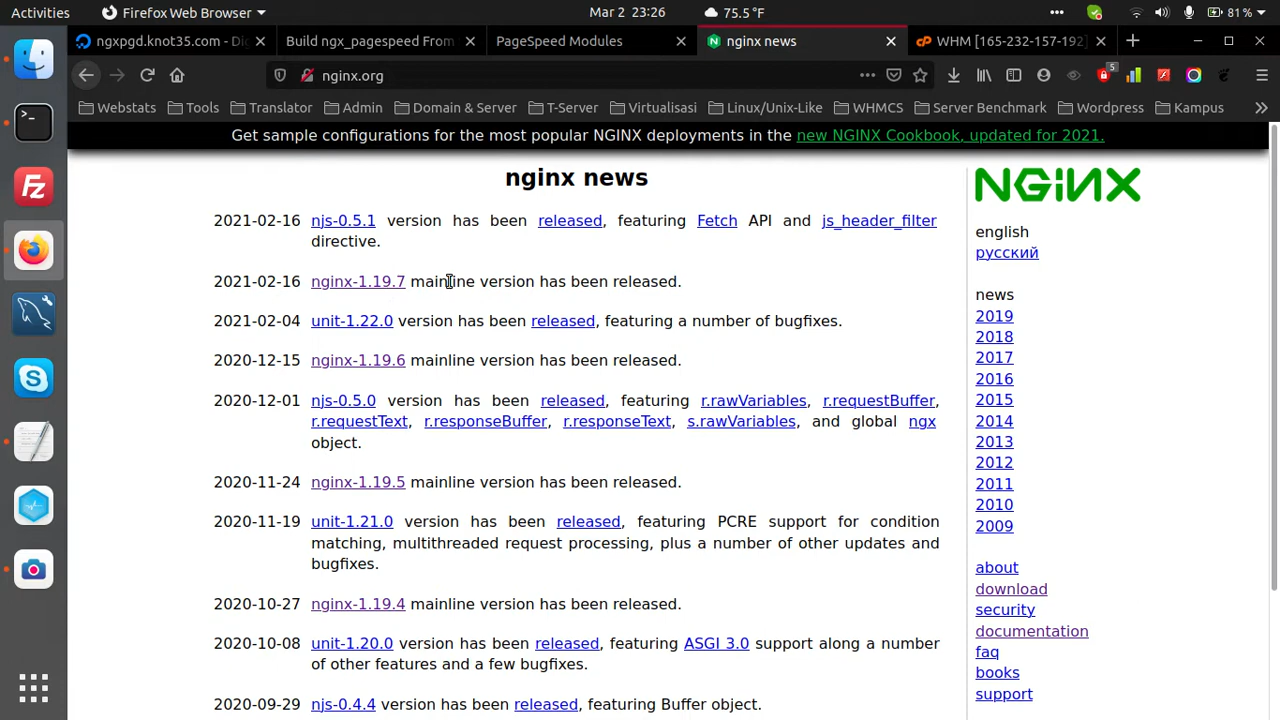 Activities Firefox Web Browser Mar 2 23:26 75.5 °F 81 %
ngxpgd.knot35.com - Di Build ngx_pagespeed From PageSpeed Modules nginx news WHM [165-232-157-192]
nginx.org 5
Webstats Tools Translator Admin Domain & Server T-Server Virtualisasi Linux/Unix-Like WHMCS Server Benchmark Wordpress Kampus
Get sample configurations for the most popular NGINX deployments in the new NGINX Cookbook, updated for 2021.
nginx news
2021-02-16 njs-0.5.1 version has been released, featuring Fetch API and js_header_filter
directive.
2021-02-16 nginx-1.19.7 mainline version has been released.
2021-02-04 unit-1.22.0 version has been released, featuring a number of bugfixes.
2020-12-15 nginx-1.19.6 mainline version has been released.
2020-12-01 njs-0.5.0 version has been released, featuring r.rawVariables, r.requestBuffer,
r.requestText, r.responseBuffer, r.responseText, s.rawVariables, and global ngx
object.
2020-11-24 nginx-1.19.5 mainline version has been released.
2020-11-19 unit-1.21.0 version has been released, featuring PCRE support for condition
matching, multithreaded request processing, plus a number of other updates and
bugfixes.
2020-10-27 nginx-1.19.4 mainline version has been released.
2020-10-08 unit-1.20.0 version has been released, featuring ASGI 3.0 support along a number
of other features and a few bugfixes.
2020-09-29 njs-0.4.4 version has been released, featuring Buffer object.
NGINX
english
русский
news
2019
2018
2017
2016
2015
2014
2013
2012
2011
2010
2009
about
download
security
documentation
faq
books
support